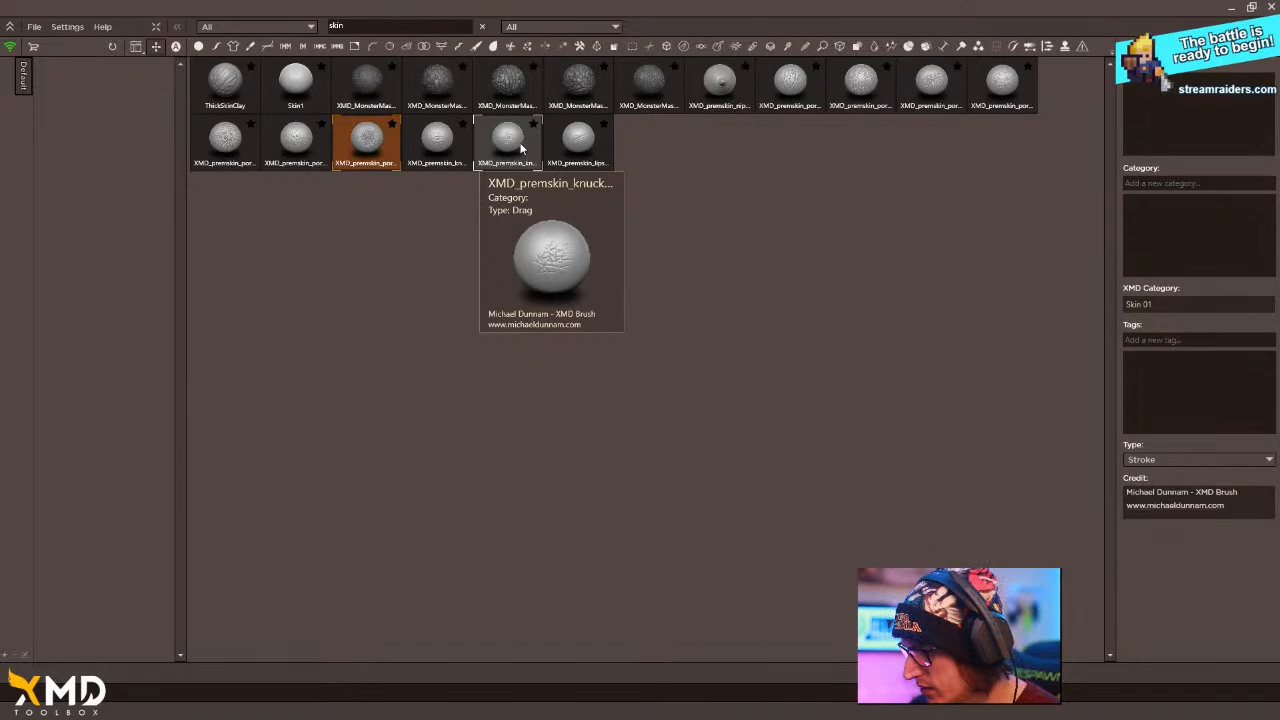 File Settings Help
All
skin
All
The battle is
ready to begin!
streamraiders.com
Default
ThickSkinClay
Skin1
XMD_MonsterMas...
XMD_MonsterMas...
XMD_MonsterMas...
XMD_MonsterMas...
XMD_MonsterMas...
XMD_premskin_nip...
XMD_premskin_por...
XMD_premskin_por...
XMD_premskin_por...
XMD_premskin_por...
XMD_premskin_por...
XMD_premskin_por...
XMD_premskin_por...
XMD_premskin_kn...
XMD_premskin_kn...
XMD_premskin_lips...
XMD_premskin_knuck...
Category:
Type: Drag
Michael Dunnam - XMD Brush
www.michaeldunnam.com
Category:
Add a new category...
XMD Category:
Skin 01
Tags:
Add a new tag...
Type:
Stroke
Credit:
Michael Dunnam - XMD Brush
www.michaeldunnam.com
XMD
TOOLBOX